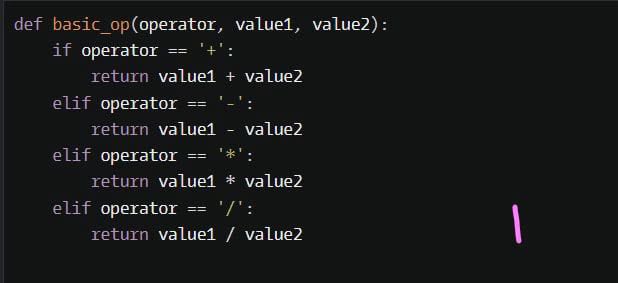 def basic_op(operator, value1, value2):
    if operator == '+':
        return value1 + value2
    elif operator == '-':
        return value1 - value2
    elif operator == '*':
        return value1 * value2
    elif operator == '/':
        return value1 / value2